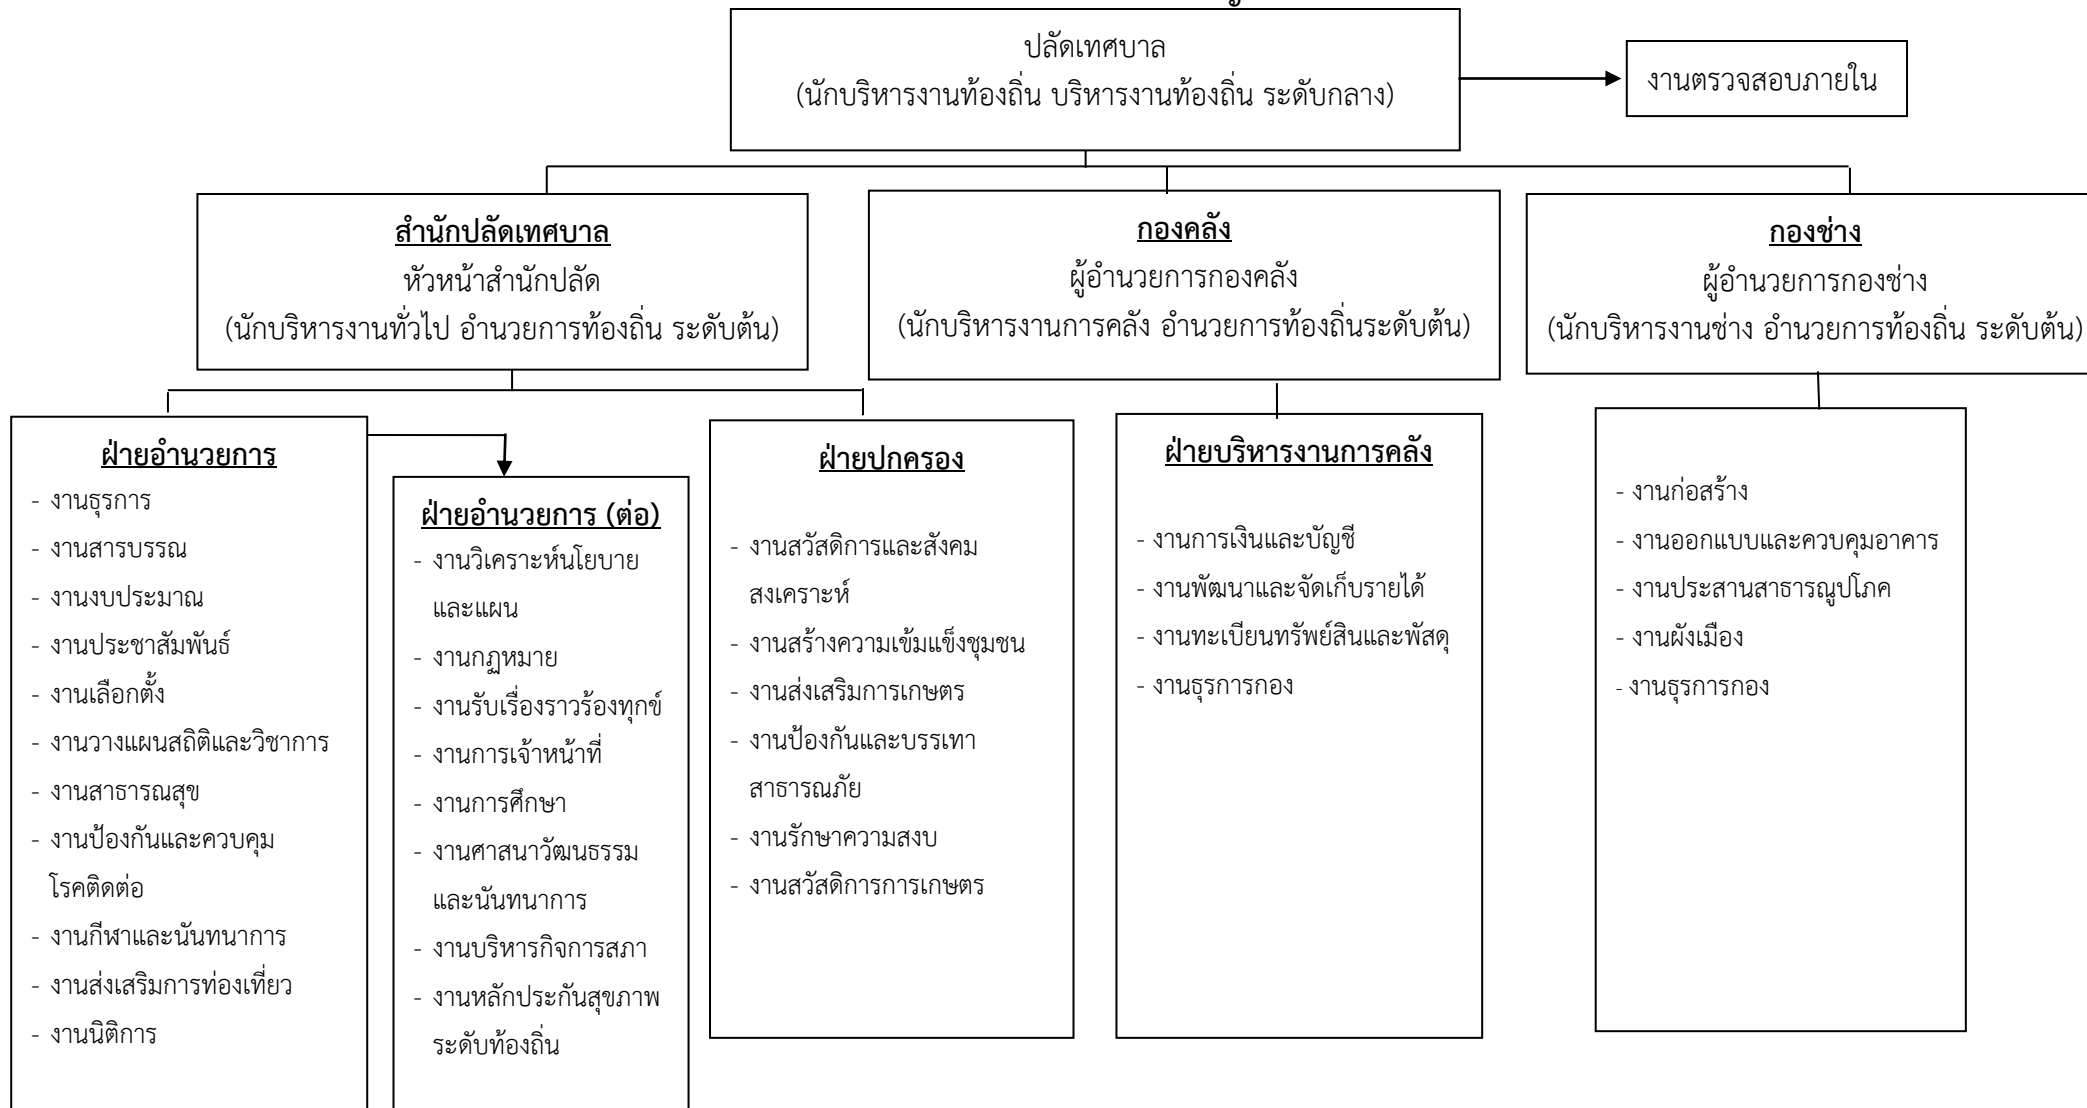 ปลัดเทศบาล
(นักบริหารงานท้องถิ่น บริหารงานท้องถิ่น ระดับกลาง)
งานตรวจสอบภายใน
สำนักปลัดเทศบาล
หัวหน้าสำนักปลัด
(นักบริหารงานทั่วไป อำนวยการท้องถิ่น ระดับต้น)
กองคลัง
ผู้อำนวยการกองคลัง
(นักบริหารงานการคลัง อำนวยการท้องถิ่นระดับต้น)
กองช่าง
ผู้อำนวยการกองช่าง
(นักบริหารงานช่าง อำนวยการท้องถิ่น ระดับต้น)
ฝ่ายอำนวยการ
- งานธุรการ
- งานสารบรรณ
- งานงบประมาณ
- งานประชาสัมพันธ์
- งานเลือกตั้ง
- งานวางแผนสถิติและวิชาการ
- งานสาธารณสุข
- งานป้องกันและควบคุม
โรคติดต่อ
- งานกีฬาและนันทนาการ
- งานส่งเสริมการท่องเที่ยว
- งานนิติการ
ฝ่ายอำนวยการ (ต่อ)
- งานวิเคราะห์นโยบาย
และแผน
- งานกฎหมาย
- งานรับเรื่องราวร้องทุกข์
- งานการเจ้าหน้าที่
- งานการศึกษา
- งานศาสนาวัฒนธรรม
และนันทนาการ
- งานบริหารกิจการสภา
- งานหลักประกันสุขภาพ
ระดับท้องถิ่น
ฝ่ายปกครอง
- งานสวัสดิการและสังคม
สงเคราะห์
- งานสร้างความเข้มแข็งชุมชน
- งานส่งเสริมการเกษตร
- งานป้องกันและบรรเทา
สาธารณภัย
- งานรักษาความสงบ
- งานสวัสดิการการเกษตร
ฝ่ายบริหารงานการคลัง
- งานการเงินและบัญชี
- งานพัฒนาและจัดเก็บรายได้
- งานทะเบียนทรัพย์สินและพัสดุ
- งานธุรการกอง
- งานก่อสร้าง
- งานออกแบบและควบคุมอาคาร
- งานประสานสาธารณูปโภค
- งานผังเมือง
- งานธุรการกอง